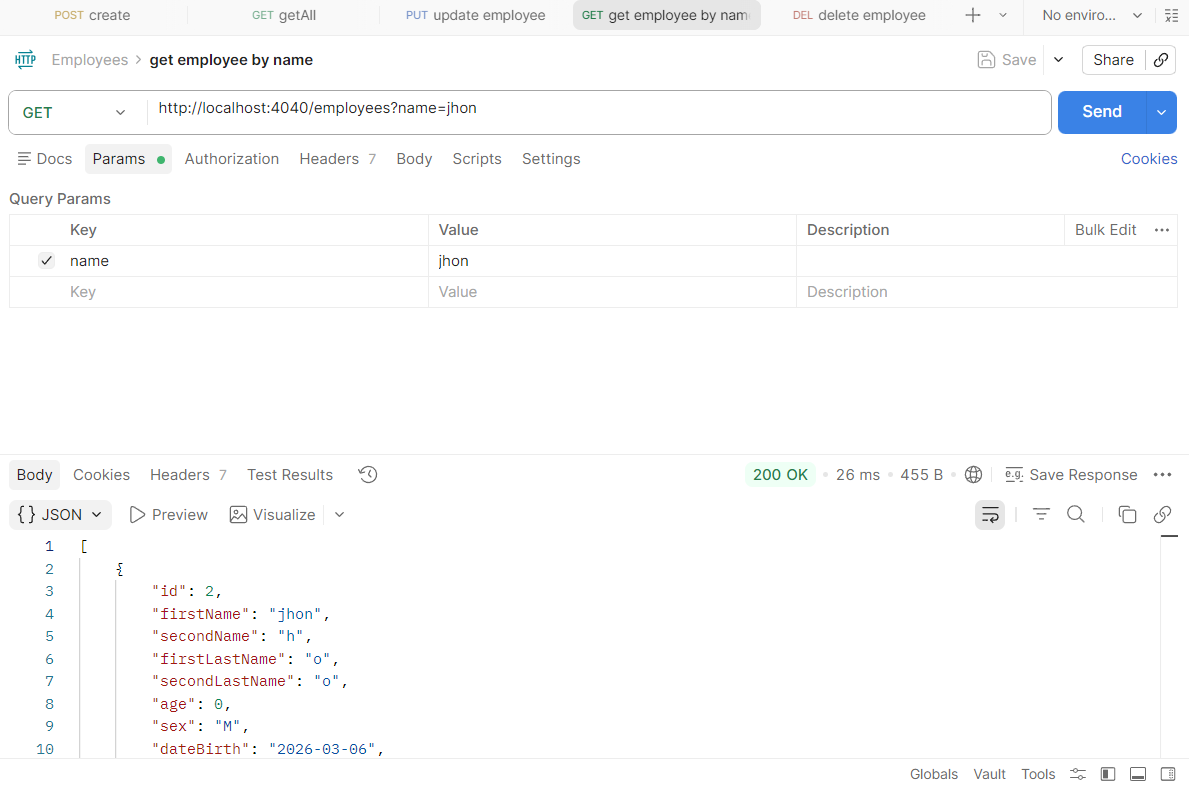 POST create GET getAll PUT update employee GET get employee by nam DEL delete employee No enviro...
HTTP Employees > get employee by name Save Share
GET http://localhost:4040/employees?name=jhon Send
Docs Params Authorization Headers 7 Body Scripts Settings Cookies
Query Params
Key Value Description Bulk Edit
name jhon
Key Value Description
Body Cookies Headers 7 Test Results 200 OK 26 ms 455 B e.g. Save Response
{} JSON Preview Visualize
1 [
2 {
3 "id": 2,
4 "firstName": "jhon",
5 "secondName": "h",
6 "firstLastName": "o",
7 "secondLastName": "o",
8 "age": 0,
9 "sex": "M",
10 "dateBirth": "2026-03-06",
Globals Vault Tools